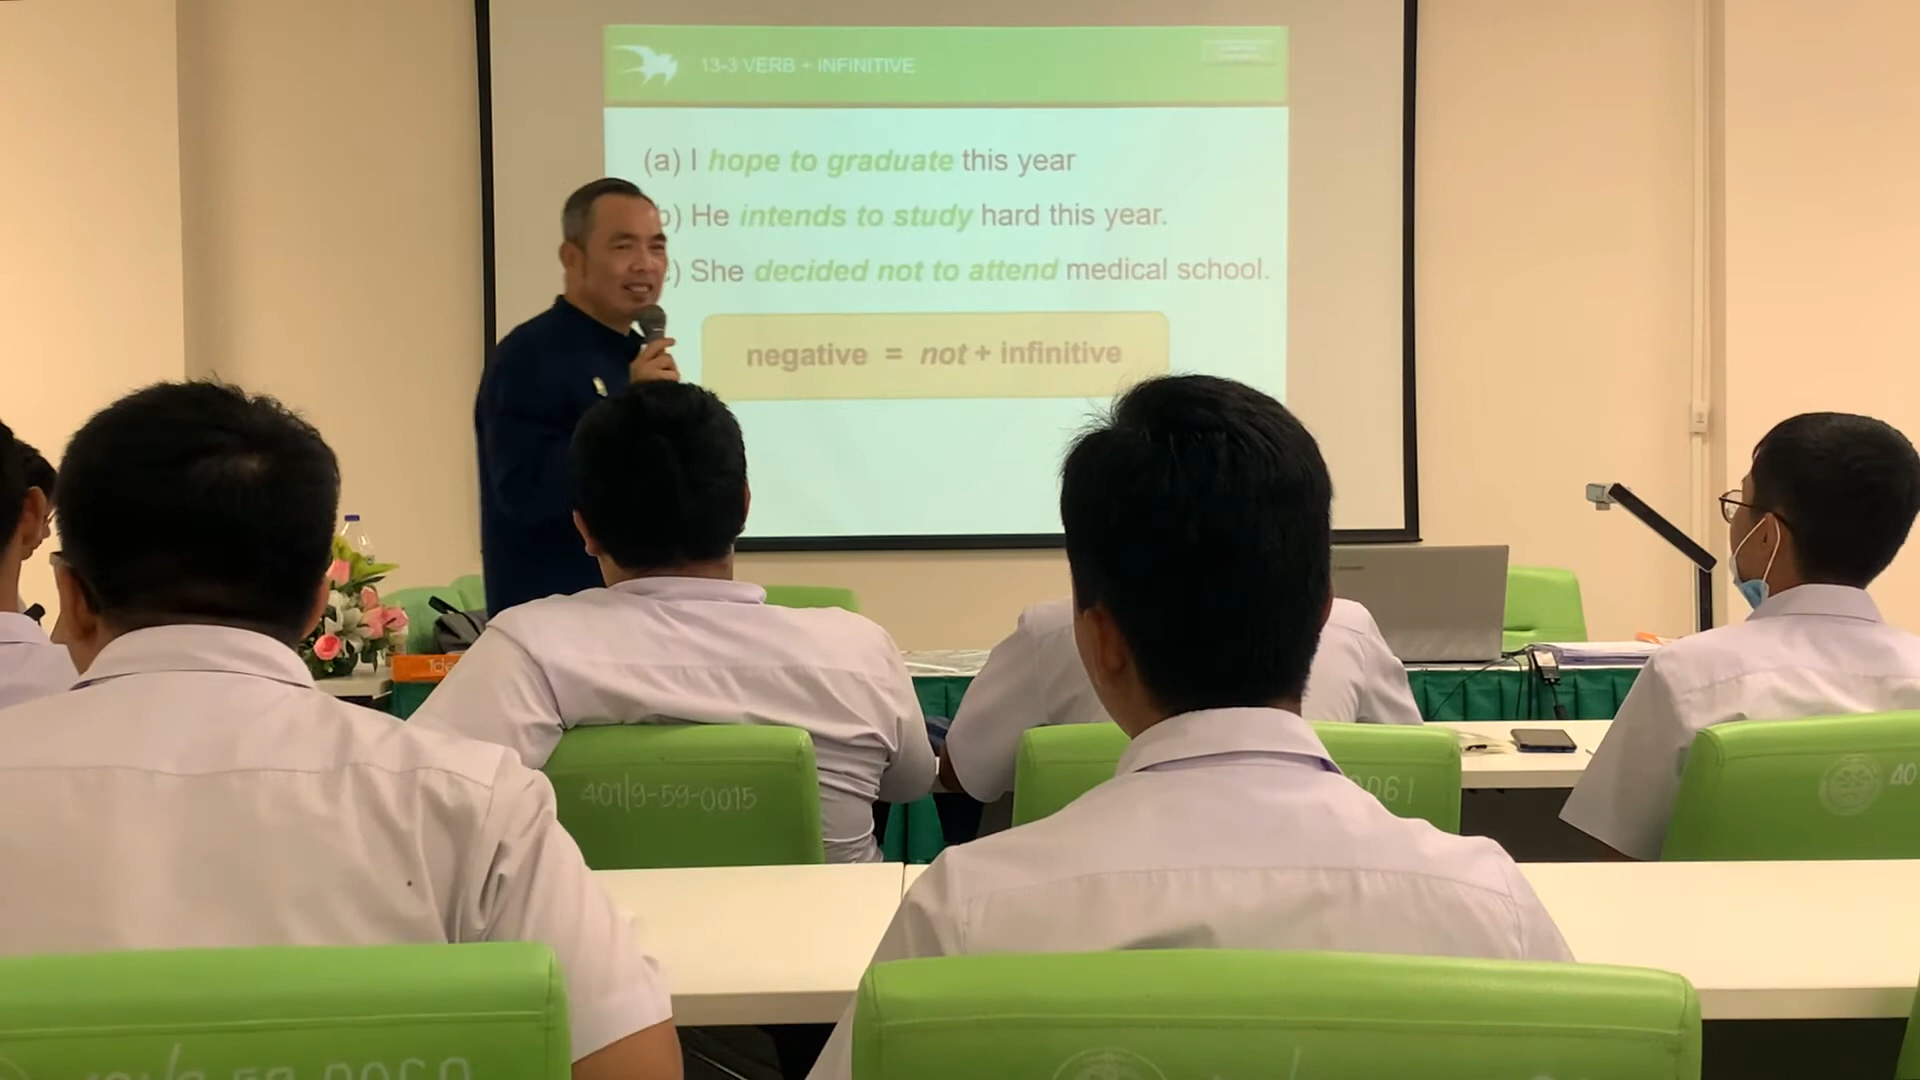 13-3 VERB + INFINITIVE
(a) I hope to graduate this year
) He intends to study hard this year.
) She decided not to attend medical school.
negative = not + infinitive
401/9-59-0015
0061
40